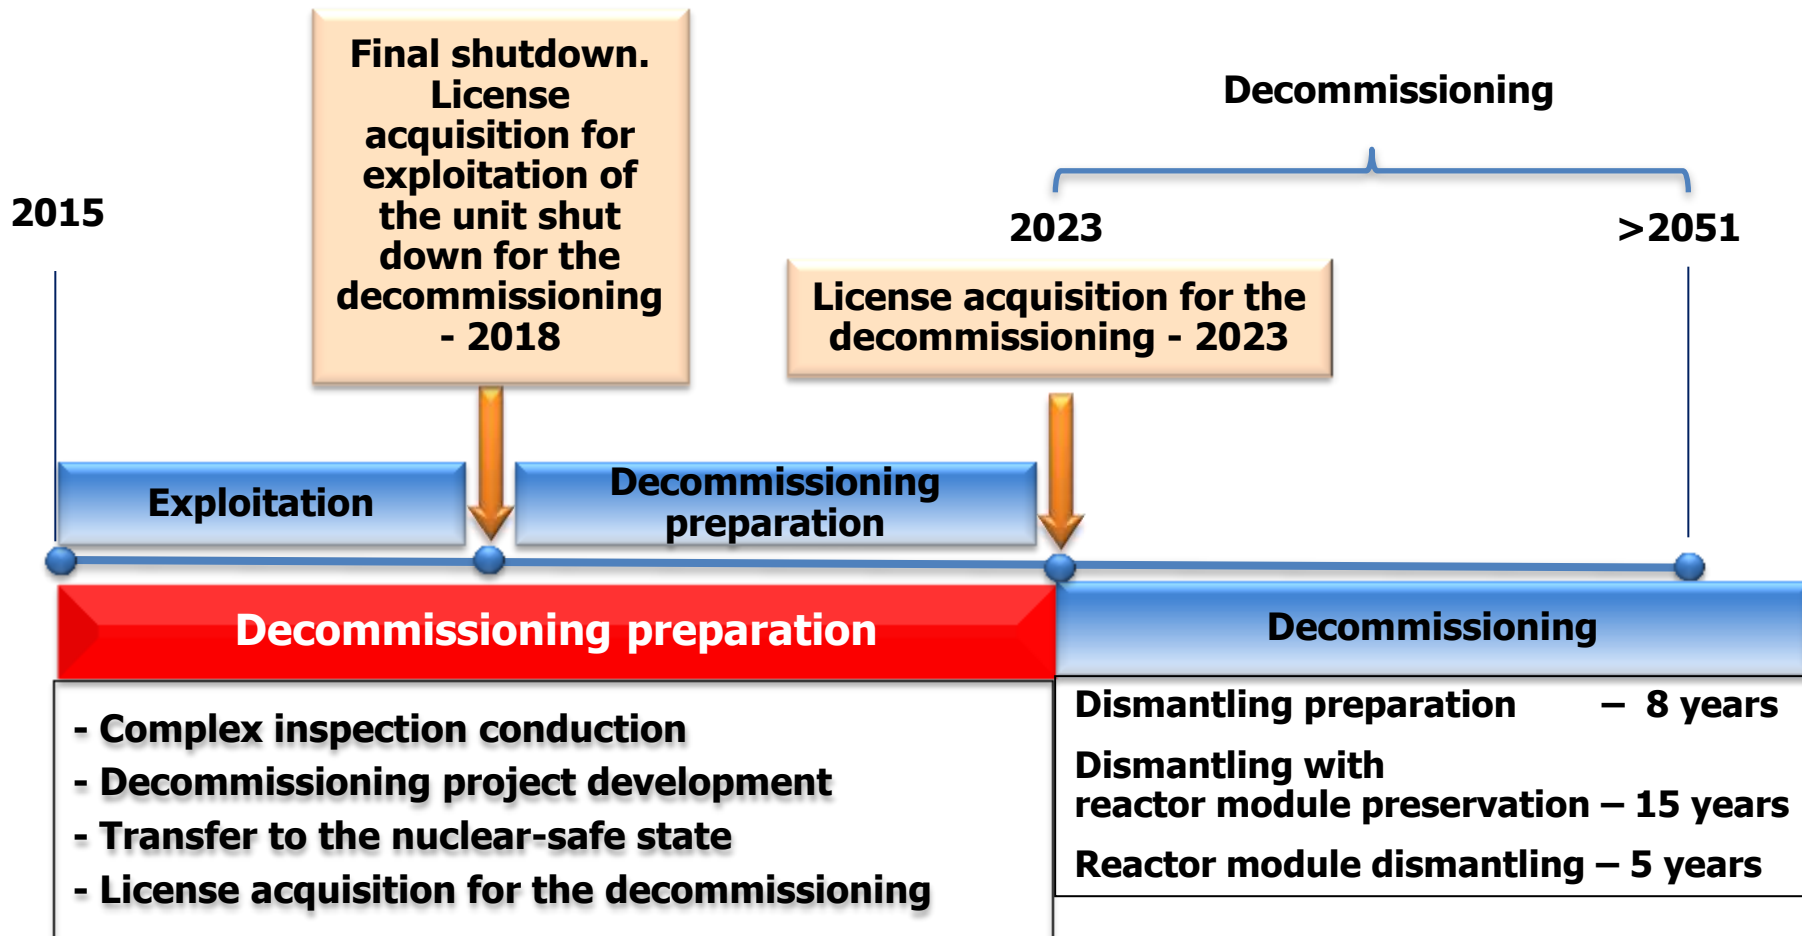 Final shutdown.
License
acquisition for
exploitation of
the unit shut
down for the
decommissioning
- 2018
Decommissioning
2015
2023
>2051
License acquisition for the
decommissioning - 2023
Exploitation
Decommissioning
preparation
Decommissioning preparation
Decommissioning
- Complex inspection conduction
- Decommissioning project development
- Transfer to the nuclear-safe state
- License acquisition for the decommissioning
Dismantling preparation – 8 years
Dismantling with
reactor module preservation – 15 years
Reactor module dismantling – 5 years